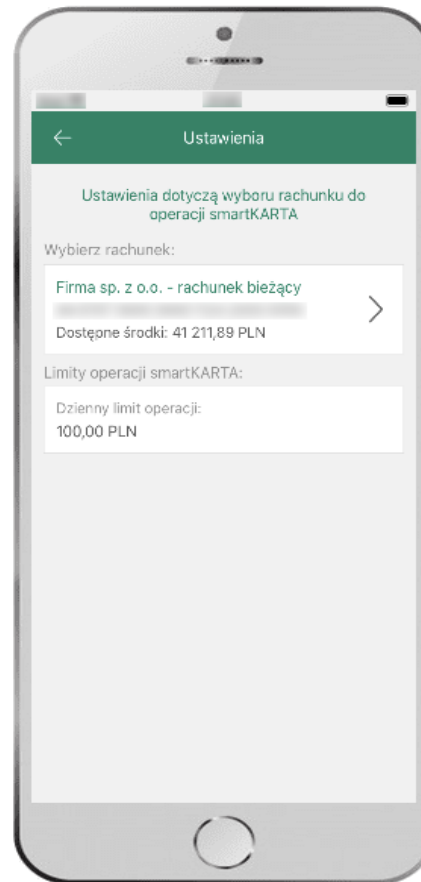 Ustawienia
Ustawienia dotyczą wyboru rachunku do
operacji smartKARTA
Wybierz rachunek:
Firma sp. z o.o. - rachunek bieżący
Dostępne środki: 41 211,89 PLN
Limity operacji smartKARTA:
Dzienny limit operacji:
100,00 PLN